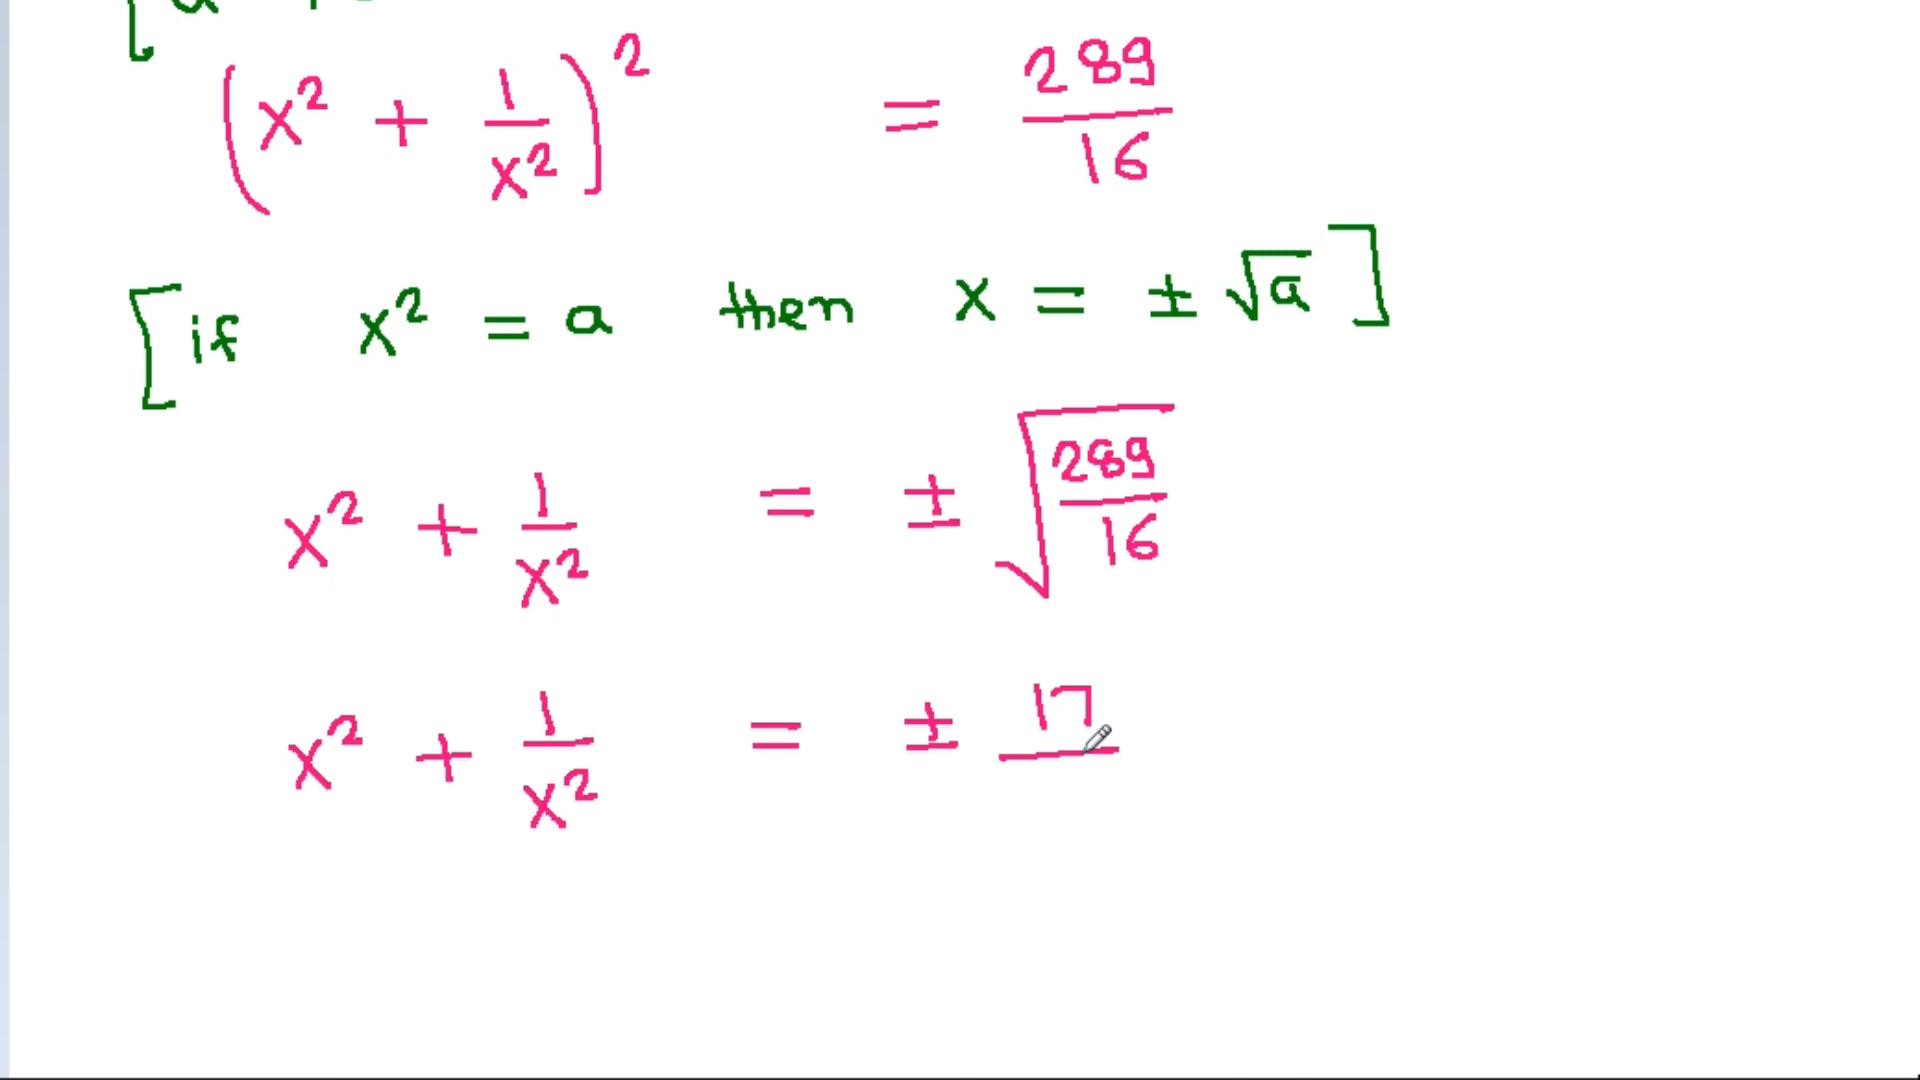 (x² + 1/x²)² = 289/16
[if x² = a then x = ± √a]
x² + 1/x² = ± √(289/16)
x² + 1/x² = ± 17/